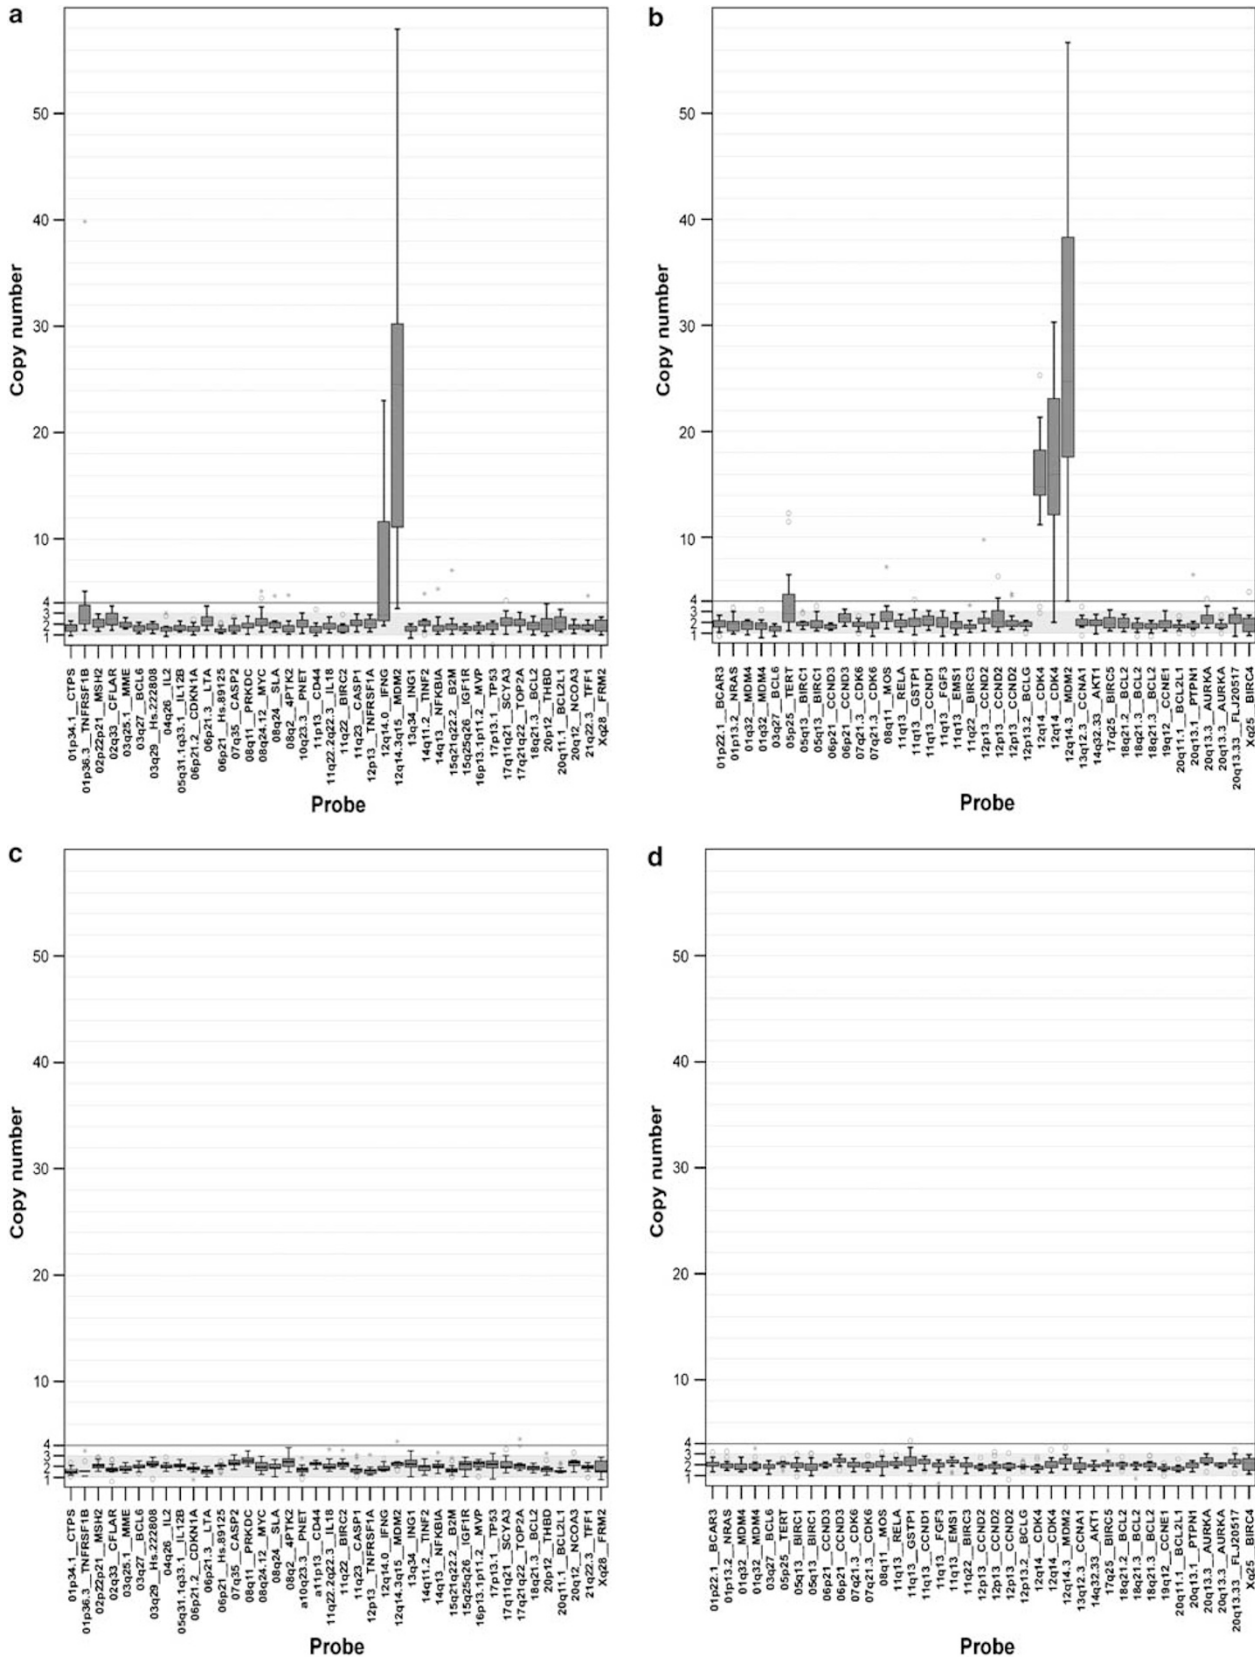 a
50
40
30
20
10
4
3
2
1
Copy number
01p34.1__CTPS
01p36.3__TNFRSF1B
02p22p21__MSH2
02q33__CFLAR
03q25.1__MME
03q27__BCL6
03q29__Hs.222808
04q26__IL2
05q31.1q33.1__IL12B
06p21.2__CDKN1A
06p21.3__LTA
06p21__Hs.89125
07q35__CASP2
08q11__PRKDC
08q24.12__MYC
08q24__SLA
08q2__4PTK2
10q23.3__PNET
11p13__CD44
11q22.2q22.3__IL18
11q22__BIRC2
11q23__CASP1
12p13__TNFRSF1A
12q14.0__IFNG
12q14.3q15__MDM2
13q34__ING1
14q11.2__TINF2
14q13__NFKBIA
15q21q22.2__B2M
15q25q26__IGF1R
16p13.1p11.2__MVP
17p13.1__TP53
17q11q21__SCYA3
17q21q22__TOP2A
18q21.3__BCL2
20p12__THBD
20q11.1__BCL2L1
20q12__NCOA3
21q22.3__TFF1
Xq28__FRM2
Probe
b
50
40
30
20
10
4
3
2
1
Copy number
01p22.1__BCAR3
01p13.2__NRAS
01q32__MDM4
01q32__MDM4
03q27__BCL6
05p25__TERT
05q13__BIRC1
05q13__BIRC1
06p21__CCND3
06p21__CCND3
07q21.3__CDK6
07q21.3__CDK6
08q11__MOS
11q13__RELA
11q13__GSTP1
11q13__CCND1
11q13__FGF3
11q13__EMS1
11q22__BIRC3
12p13__CCND2
12p13__CCND2
12p13__CCND2
12p13.2__BCLG
12q14__CDK4
12q14__CDK4
12q14.3__MDM2
13q12.3__CCNA1
14q32.33__AKT1
17q25__BIRC5
18q21.2__BCL2
18q21.3__BCL2
18q21.3__BCL2
19q12__CCNE1
20q11.1__BCL2L1
20q13.1__PTPN1
20q13.3__AURKA
20q13.3__AURKA
20q13.33__FLJ20517
Xq25__BIRC4
Probe
c
50
40
30
20
10
4
3
2
1
Copy number
01p34.1__CTPS
01p36.3__TNFRSF1B
02p22p21__MSH2
02q33__CFLAR
03q25.1__MME
03q27__BCL6
03q29__Hs.222808
04q26__IL2
05q31.1q33.1__IL12B
06p21.2__CDKN1A
06p21.3__LTA
06p21__Hs.89125
07q35__CASP2
08q11__PRKDC
08q24.12__MYC
08q24__SLA
08q2__4PTK2
a10q23.3__PNET
a11p13__CD44
11q22.2q22.3__IL18
11q22__BIRC2
11q23__CASP1
12p13__TNFRSF1A
12q14.0__IFNG
12q14.3q15__MDM2
13q34__ING1
14q11.2__TINF2
14q13__NFKBIA
15q21q22.2__B2M
15q25q26__IGF1R
16p13.1p11.2__MVP
17p13.1__TP53
17q11q21__SCYA3
17q21q22__TOP2A
18q21.3__BCL2
20p12__THBD
20q11.1__BCL2L1
20q12__NCOA3
21q22.3__TFF1
Xq28__FRM2
Probe
d
50
40
30
20
10
4
3
2
1
Copy number
01p22.1__BCAR3
01p13.2__NRAS
01q32__MDM4
01q32__MDM4
03q27__BCL6
05p25__TERT
05q13__BIRC1
05q13__BIRC1
06p21__CCND3
06p21__CCND3
07q21.3__CDK6
07q21.3__CDK6
08q11__MOS
11q13__RELA
11q13__GSTP1
11q13__CCND1
11q13__FGF3
11q13__EMS1
11q22__BIRC3
12p13__CCND2
12p13__CCND2
12p13__CCND2
12p13.2__BCLG
12q14__CDK4
12q14__CDK4
12q14.3__MDM2
13q12.3__CCNA1
14q32.33__AKT1
17q25__BIRC5
18q21.2__BCL2
18q21.3__BCL2
18q21.3__BCL2
19q12__CCNE1
20q11.1__BCL2L1
20q13.1__PTPN1
20q13.3__AURKA
20q13.3__AURKA
20q13.33__FLJ20517
Xq25__BIRC4
Probe